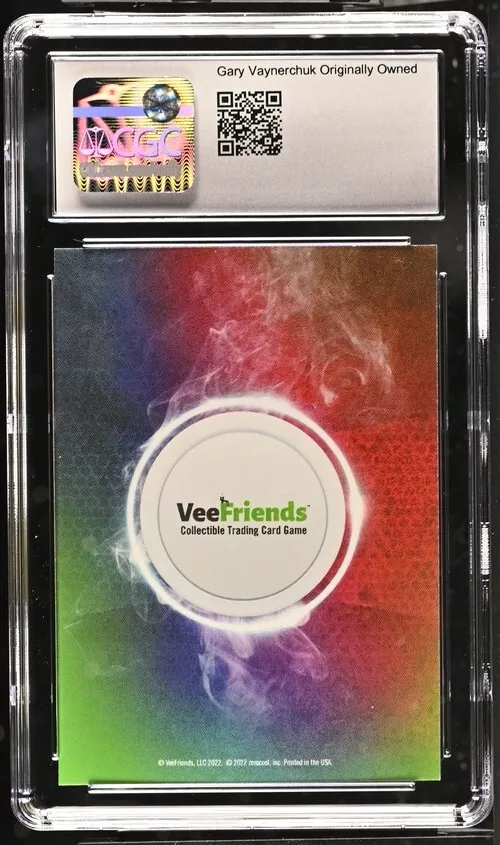 Gary Vaynerchuk Originally Owned
CGC
VeeFriends™
Collectible Trading Card Game
© VeeFriends, LLC 2022. © 2022 zerocool, inc. Printed in the USA.